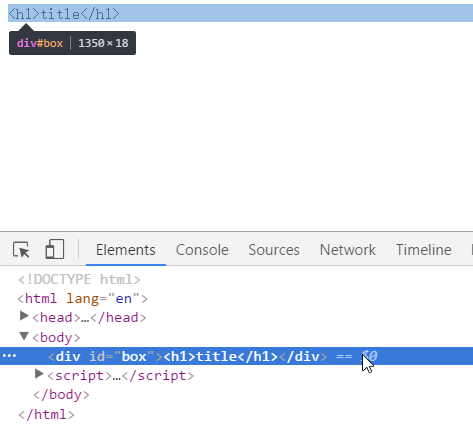 <h1>title</h1>
div#box | 1350 × 18
Elements Console Sources Network Timeline
<!DOCTYPE html>
<html lang="en">
▶<head>…</head>
▼<body>
…<div id="box"><h1>title</h1></div> ==
▶<script>…</script>
</body>
</html>